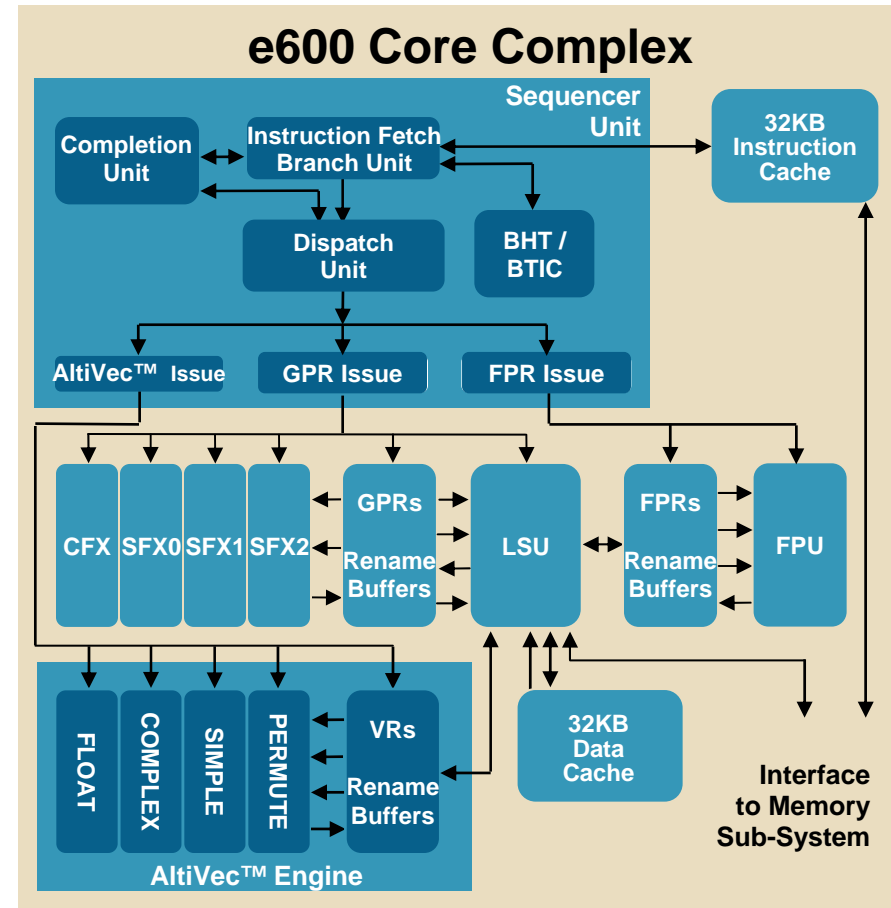 e600 Core Complex
Sequencer
Unit
Completion
Unit
Instruction Fetch
Branch Unit
32KB
Instruction
Cache
Dispatch
Unit
BHT /
BTIC
AltiVec™ Issue
GPR Issue
FPR Issue
CFX
SFX0
SFX1
SFX2
GPRs
Rename
Buffers
LSU
FPRs
Rename
Buffers
FPU
FLOAT
COMPLEX
SIMPLE
PERMUTE
VRs
Rename
Buffers
32KB
Data
Cache
Interface
to Memory
Sub-System
AltiVec™ Engine